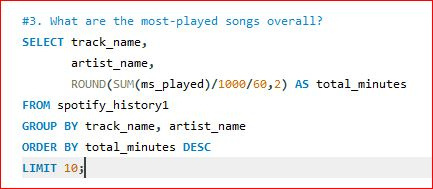 #3. What are the most-played songs overall?
SELECT track_name,
artist_name,
ROUND(SUM(ms_played)/1000/60,2) AS total_minutes
FROM spotify_history1
GROUP BY track_name, artist_name
ORDER BY total_minutes DESC
LIMIT 10;